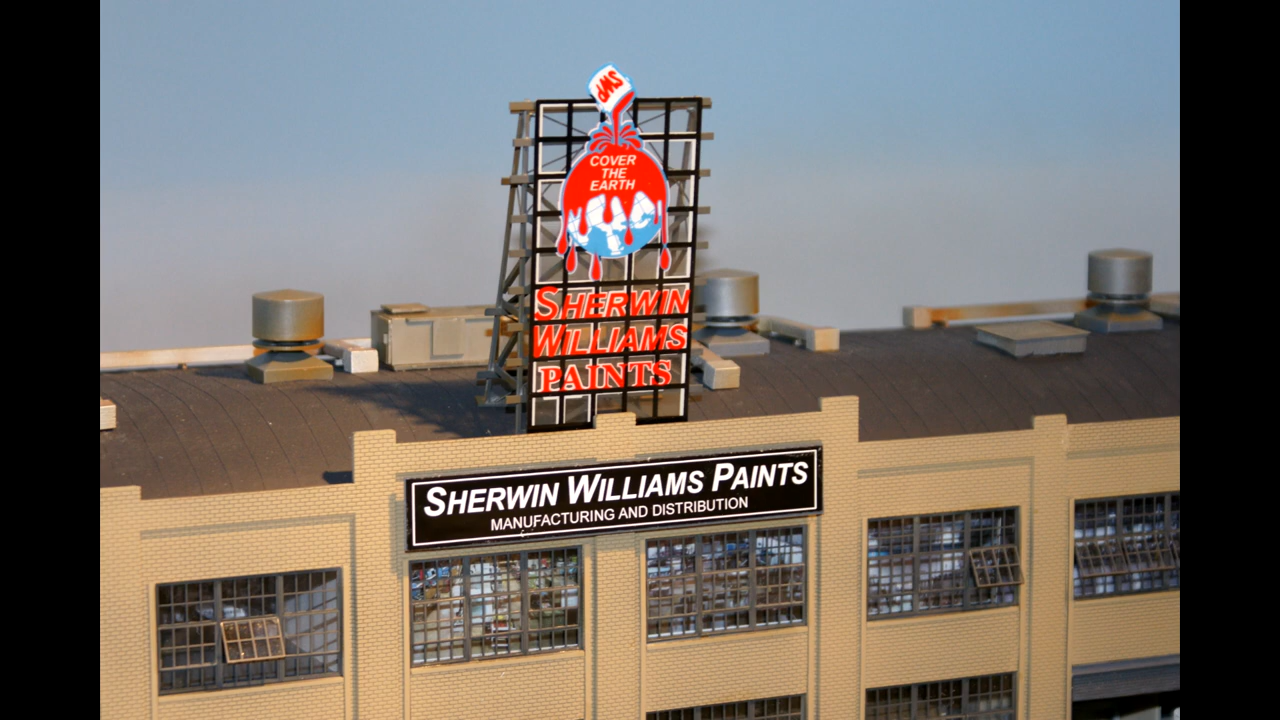 SWP
COVER
THE
EARTH
SHERWIN
WILLIAMS
PAINTS
SHERWIN WILLIAMS PAINTS
MANUFACTURING AND DISTRIBUTION